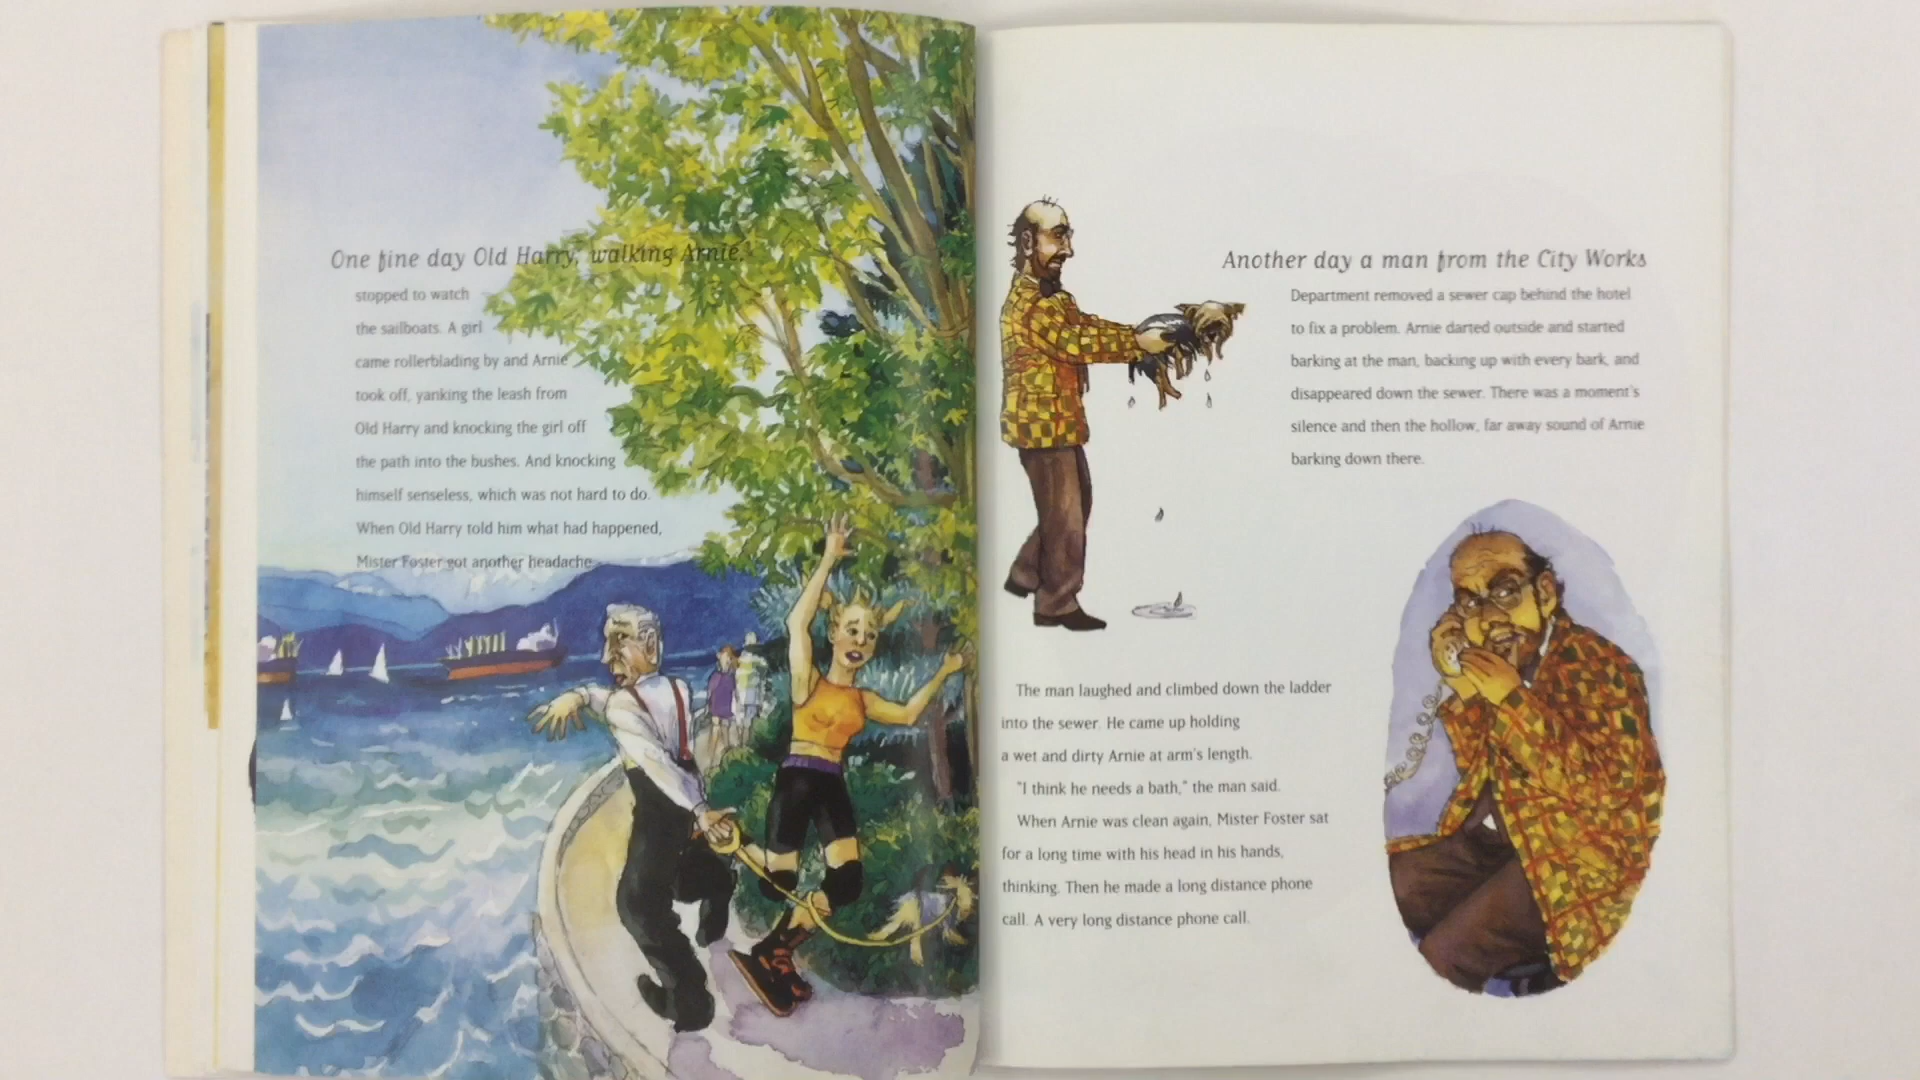 One fine day Old Harry, walking Arnie,
stopped to watch
the sailboats. A girl
came rollerblading by and Arnie
took off, yanking the leash from
Old Harry and knocking the girl off
the path into the bushes. And knocking
himself senseless, which was not hard to do.
When Old Harry told him what had happened,
Mister Foster got another headache.
Another day a man from the City Works
Department removed a sewer cap behind the hotel
to fix a problem. Arnie darted outside and started
barking at the man, backing up with every bark, and
disappeared down the sewer. There was a moment's
silence and then the hollow, far away sound of Arnie
barking down there.
The man laughed and climbed down the ladder
into the sewer. He came up holding
a wet and dirty Arnie at arm's length.
"I think he needs a bath," the man said.
When Arnie was clean again, Mister Foster sat
for a long time with his head in his hands,
thinking. Then he made a long distance phone
call. A very long distance phone call.